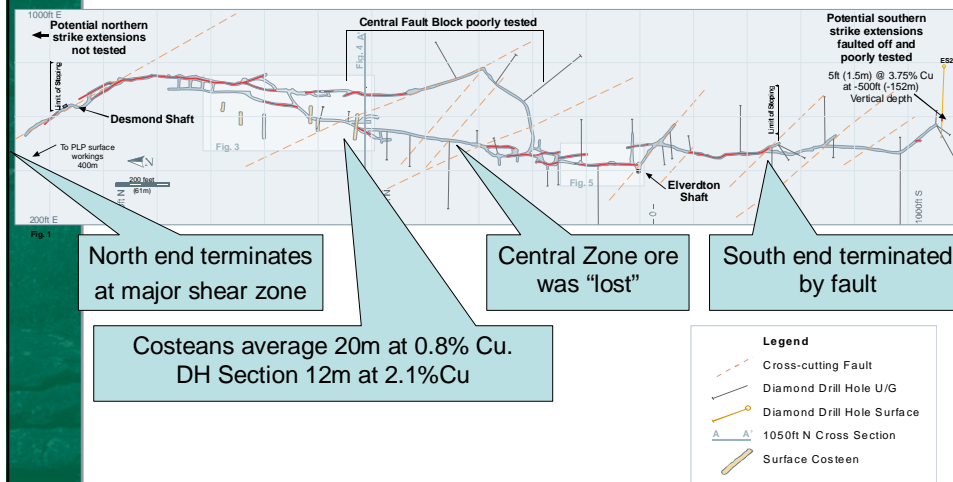 1000ft E
Potential northern
strike extensions
not tested
Central Fault Block poorly tested
Potential southern
strike extensions
faulted off and
poorly tested
ES2
5ft (1.5m) @ 3.75% Cu
at -500ft (-152m)
Vertical depth
Limit of Stoping
Fig. 4 A'
Limit of Stoping
Desmond Shaft
To PLP surface
workings
400m
N
200 feet
(61m)
Fig. 3
Fig. 5
Elverdton
Shaft
200ft E
ft N
N
- 0 -
1000ft S
Fig. 1
North end terminates
at major shear zone
Central Zone ore
was “lost”
South end terminated
by fault
Costeans average 20m at 0.8% Cu.
DH Section 12m at 2.1%Cu
Legend
Cross-cutting Fault
Diamond Drill Hole U/G
Diamond Drill Hole Surface
A A' 1050ft N Cross Section
Surface Costeen